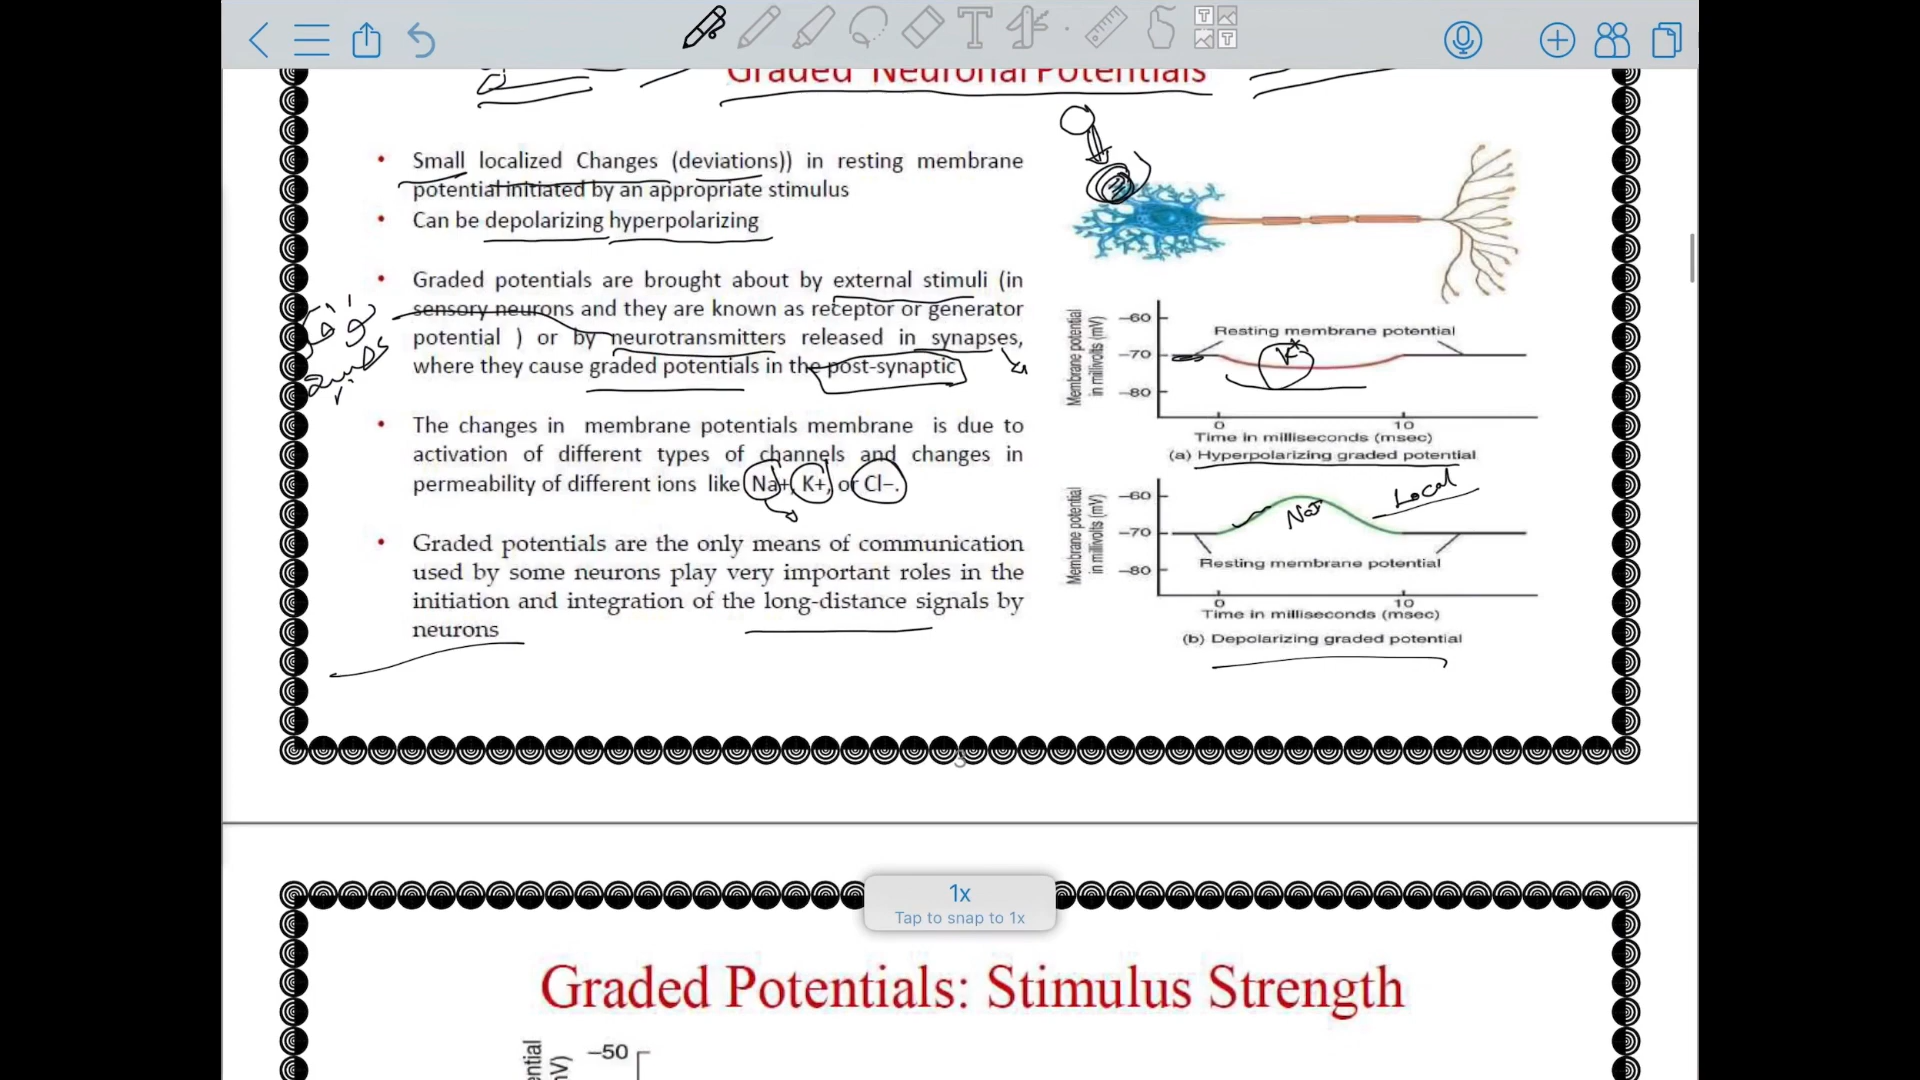 Graded Neuronal Potentials
• Small localized Changes (deviations)) in resting membrane
potential initiated by an appropriate stimulus
• Can be depolarizing hyperpolarizing
• Graded potentials are brought about by external stimuli (in
sensory neurons and they are known as receptor or generator
potential ) or by neurotransmitters released in synapses,
where they cause graded potentials in the post-synaptic
• The changes in membrane potentials membrane is due to
activation of different types of channels and changes in
permeability of different ions like Na+, K+, or Cl−.
• Graded potentials are the only means of communication
used by some neurons play very important roles in the
initiation and integration of the long-distance signals by
neurons
Membrane potential
in millivolts (mV)
−60
Resting membrane potential
−70
K+
−80
0 10
Time in milliseconds (msec)
(a) Hyperpolarizing graded potential
Membrane potential
in millivolts (mV)
−60
Local
Na+
−70
Resting membrane potential
−80
0 10
Time in milliseconds (msec)
(b) Depolarizing graded potential
3
1x
Tap to snap to 1x
Graded Potentials: Stimulus Strength
−50